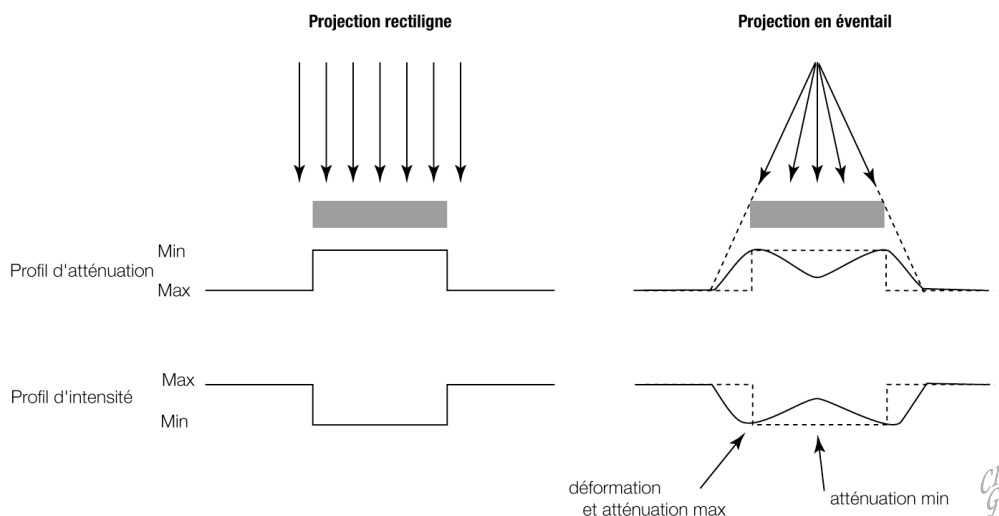 Projection rectiligne
Projection en éventail
Min
Profil d'atténuation
Max
Max
Profil d'intensité
Min
déformation
et atténuation max
atténuation min